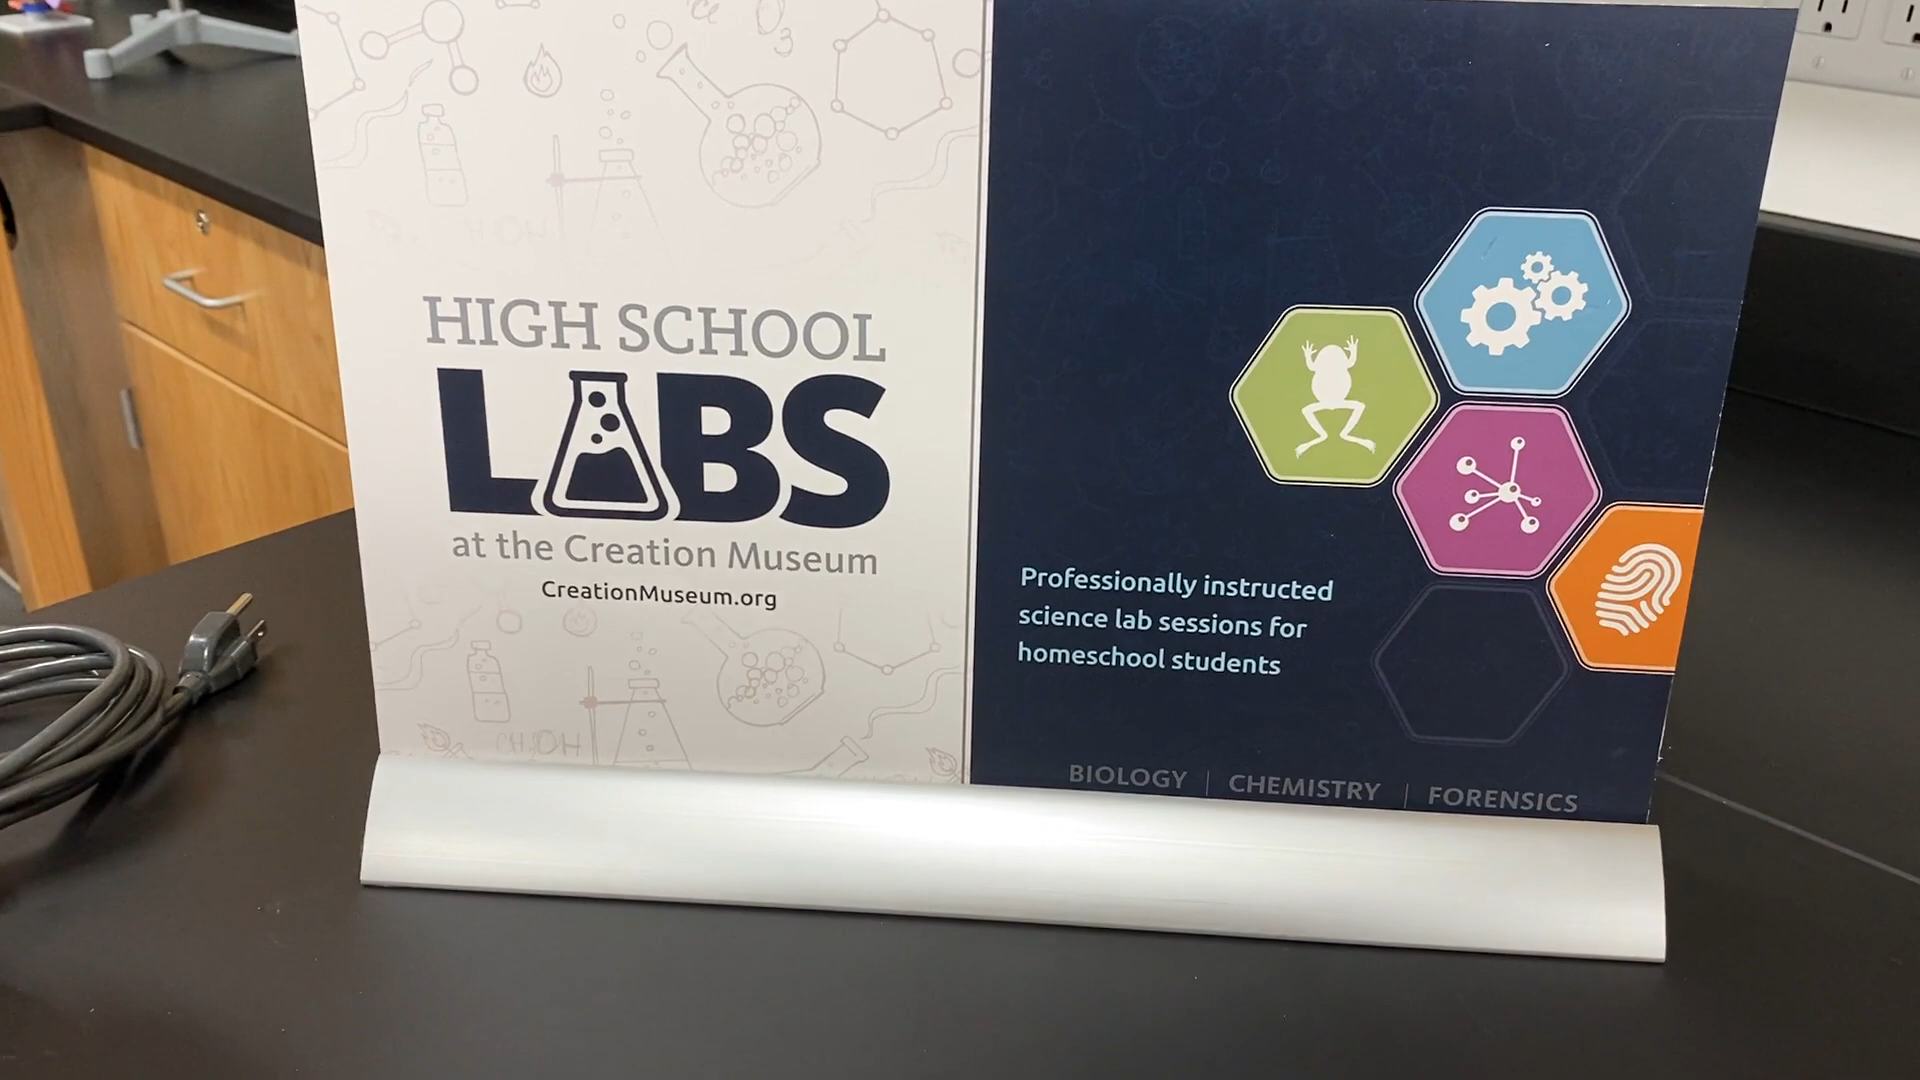 HIGH SCHOOL
LABS
at the Creation Museum
CreationMuseum.org
CH3OH
Professionally instructed
science lab sessions for
homeschool students
BIOLOGY | CHEMISTRY | FORENSICS